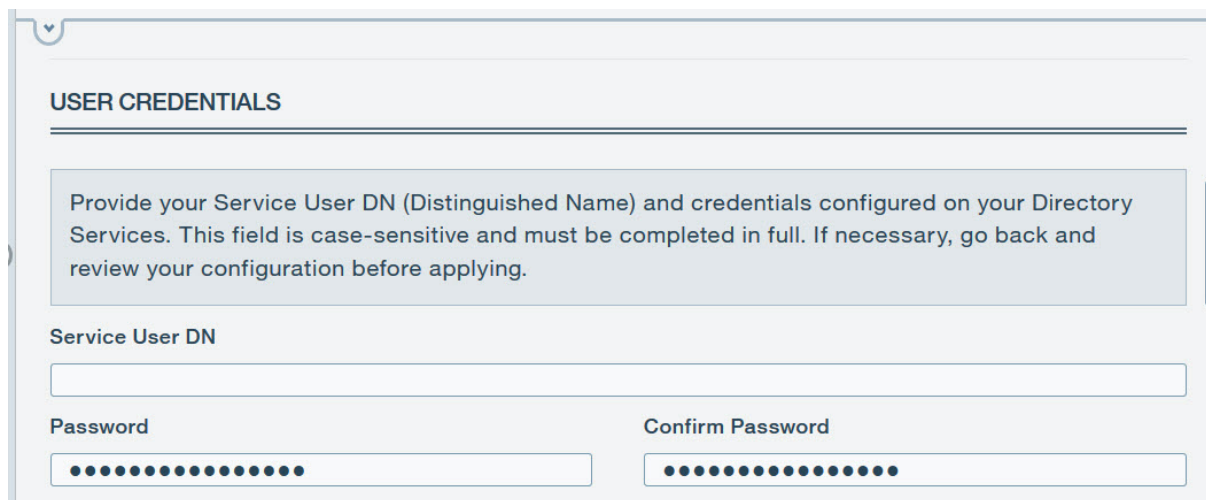 USER CREDENTIALS
Provide your Service User DN (Distinguished Name) and credentials configured on your Directory
Services. This field is case-sensitive and must be completed in full. If necessary, go back and
review your configuration before applying.
Service User DN
Password Confirm Password
●●●●●●●●●●●●●●●● ●●●●●●●●●●●●●●●●